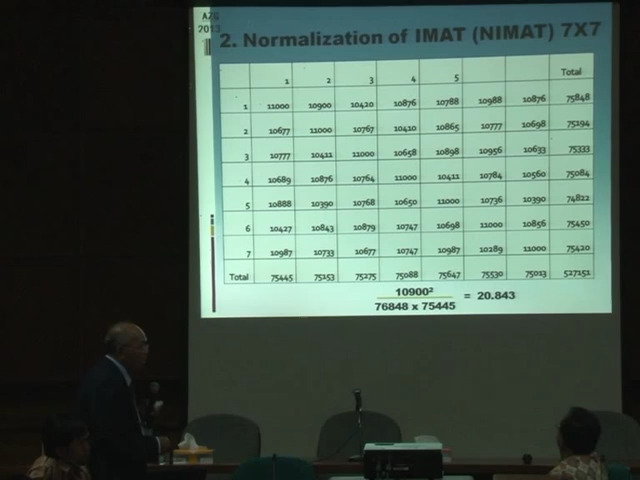 AZG
2013
2. Normalization of IMAT (NIMAT) 7X7
1 2 3 4 5 Total
1 11000 10900 10420 10876 10788 10988 10876 75848
2 10677 11000 10767 10410 10865 10777 10698 75194
3 10777 10411 11000 10658 10898 10956 10633 75333
4 10689 10876 10764 11000 10411 10784 10560 75084
5 10888 10390 10768 10650 11000 10736 10390 74822
6 10427 10843 10879 10747 10698 11000 10856 75450
7 10987 10733 10677 10747 10987 10289 11000 75420
Total 75445 75153 75275 75088 75647 75530 75013 527151
10900²
76848 x 75445
= 20.843